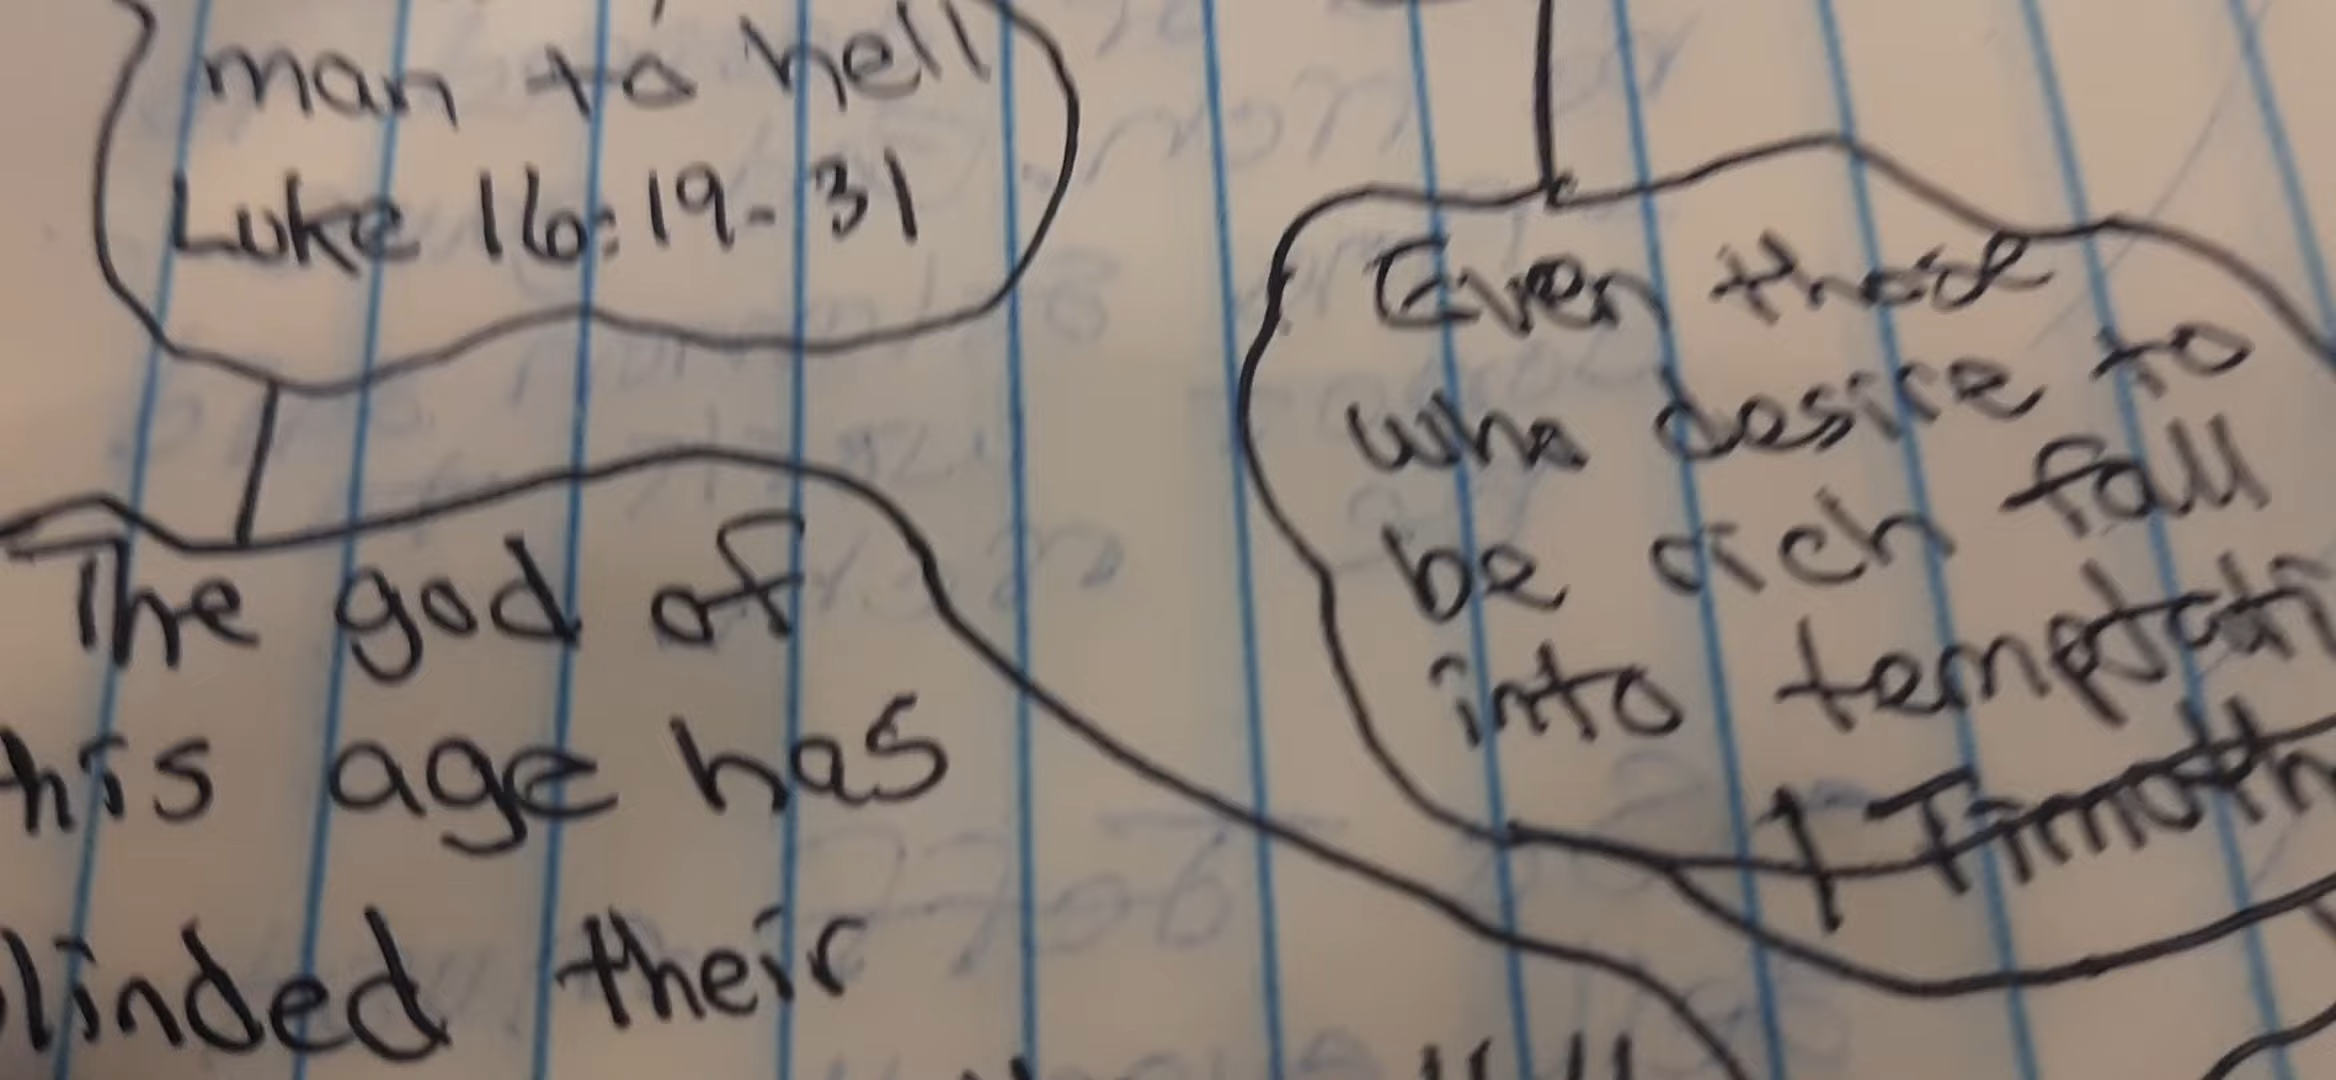 man to hell
Luke 16:19-31
The god of
his age has
linded their
Even those
who desire to
be rich fall
into temptati
1 Timoth